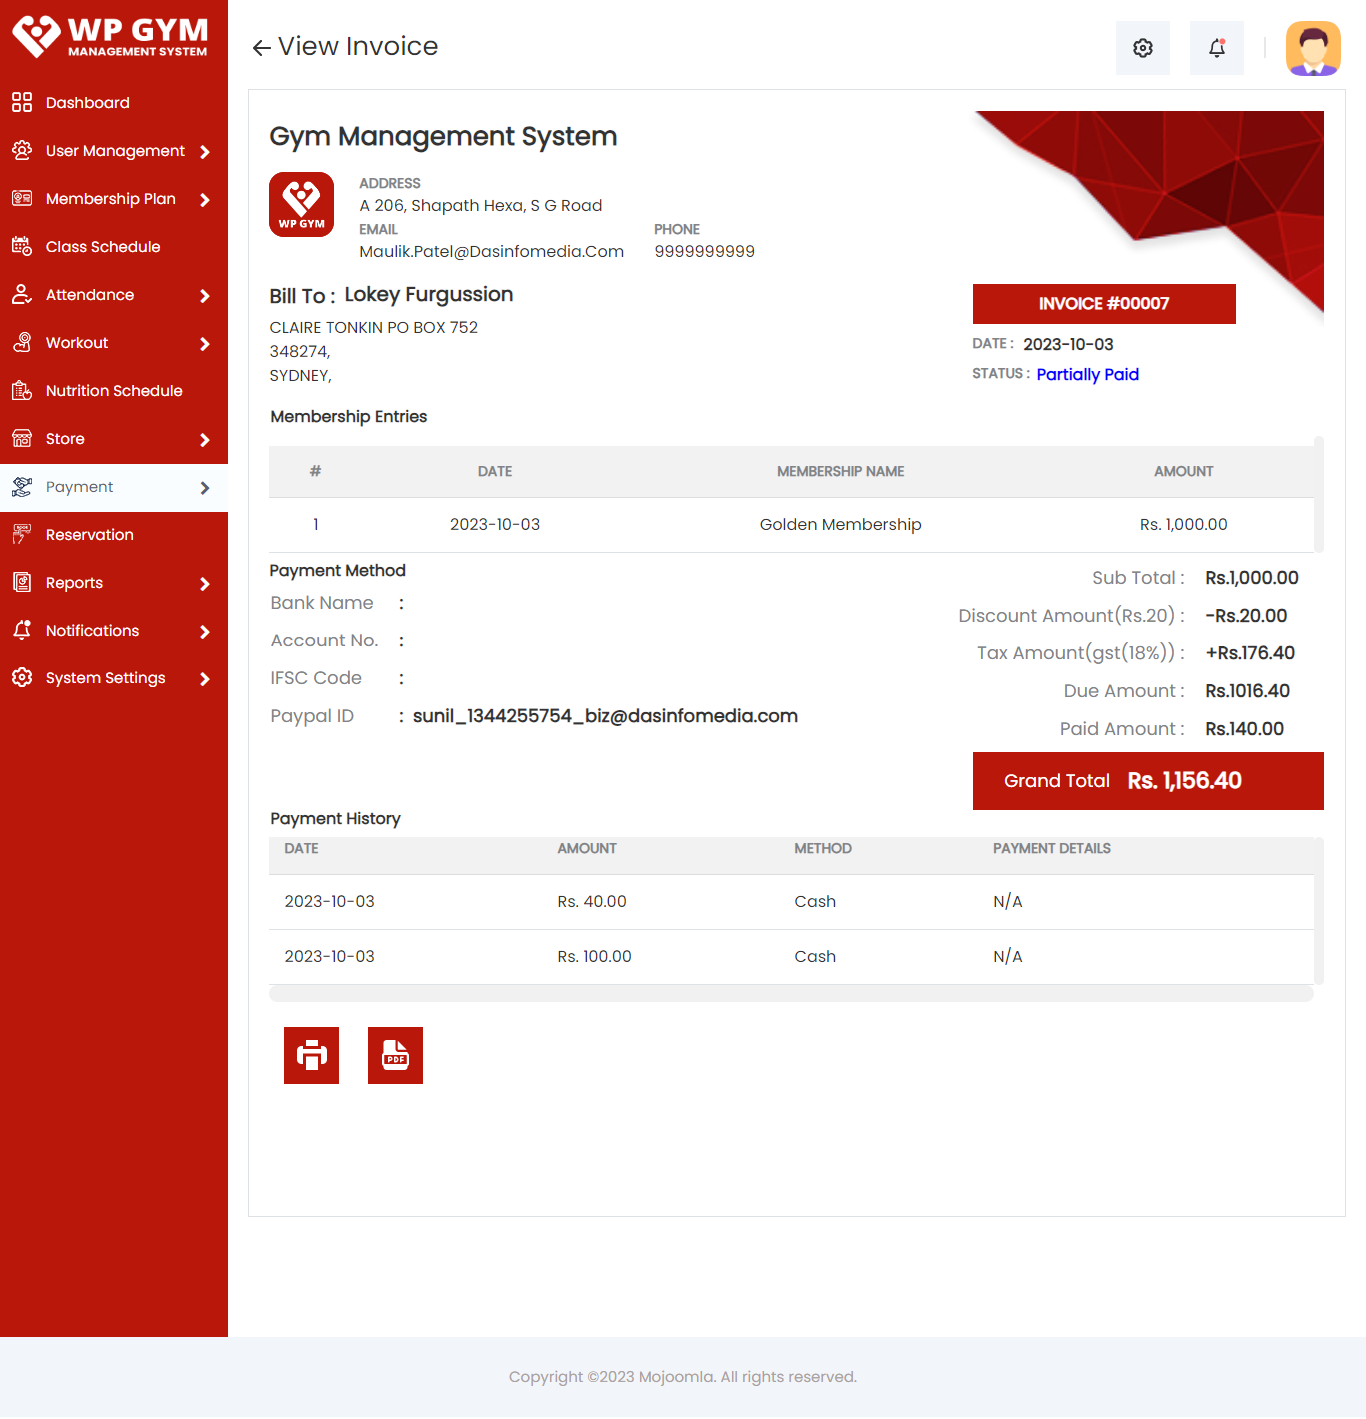 WP GYM
MANAGEMENT SYSTEM
Dashboard
User Management
Membership Plan
Class Schedule
Attendance
Workout
Nutrition Schedule
Store
Payment
Reservation
Reports
Notifications
System Settings
View Invoice
Gym Management System
WP GYM
ADDRESS
A 206, Shapath Hexa, S G Road
EMAIL PHONE
Maulik.Patel@Dasinfomedia.Com 9999999999
Bill To : Lokey Furgussion
CLAIRE TONKIN PO BOX 752
348274,
SYDNEY,
INVOICE #00007
DATE : 2023-10-03
STATUS : Partially Paid
Membership Entries
# DATE MEMBERSHIP NAME AMOUNT
1 2023-10-03 Golden Membership Rs. 1,000.00
Payment Method
Bank Name :
Account No. :
IFSC Code :
Paypal ID : sunil_1344255754_biz@dasinfomedia.com
Sub Total : Rs.1,000.00
Discount Amount(Rs.20) : -Rs.20.00
Tax Amount(gst(18%)) : +Rs.176.40
Due Amount : Rs.1016.40
Paid Amount : Rs.140.00
Grand Total Rs. 1,156.40
Payment History
DATE AMOUNT METHOD PAYMENT DETAILS
2023-10-03 Rs. 40.00 Cash N/A
2023-10-03 Rs. 100.00 Cash N/A
PDF
Copyright ©2023 Mojoomla. All rights reserved.